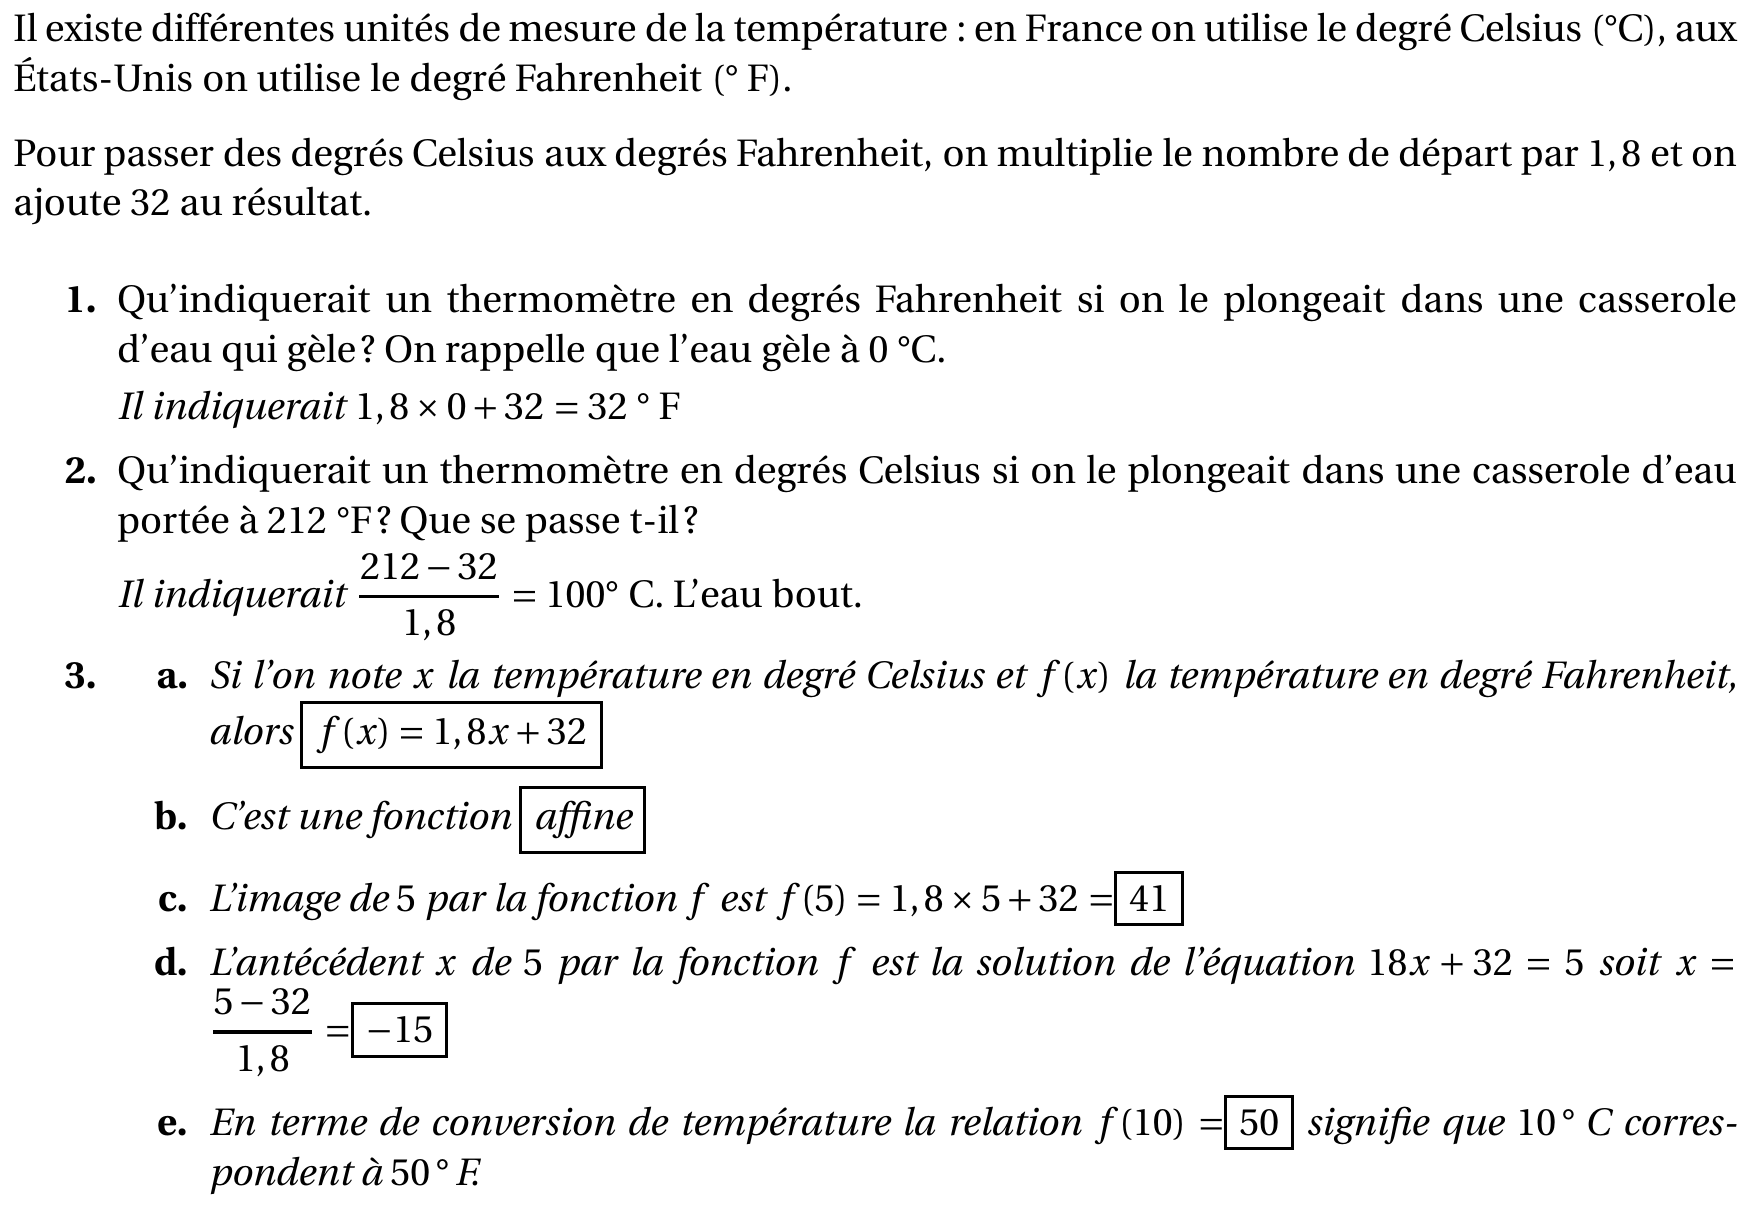 Il existe différentes unités de mesure de la température : en France on utilise le degré Celsius (°C), aux
États-Unis on utilise le degré Fahrenheit (° F).
Pour passer des degrés Celsius aux degrés Fahrenheit, on multiplie le nombre de départ par 1,8 et on
ajoute 32 au résultat.
1. Qu'indiquerait un thermomètre en degrés Fahrenheit si on le plongeait dans une casserole
d'eau qui gèle ? On rappelle que l'eau gèle à 0 °C.
Il indiquerait 1,8 × 0 + 32 = 32 ° F
2. Qu'indiquerait un thermomètre en degrés Celsius si on le plongeait dans une casserole d'eau
portée à 212 °F ? Que se passe t-il ?
Il indiquerait \frac{212 − 32}{1,8} = 100° C. L'eau bout.
3. a. Si l'on note x la température en degré Celsius et f(x) la température en degré Fahrenheit,
alors f(x) = 1,8x + 32
b. C'est une fonction affine
c. L'image de 5 par la fonction f est f(5) = 1,8 × 5 + 32 = 41
d. L'antécédent x de 5 par la fonction f est la solution de l'équation 18x + 32 = 5 soit x =
\frac{5 − 32}{1,8} = −15
e. En terme de conversion de température la relation f(10) = 50 signifie que 10° C corres-
pondent à 50° F.